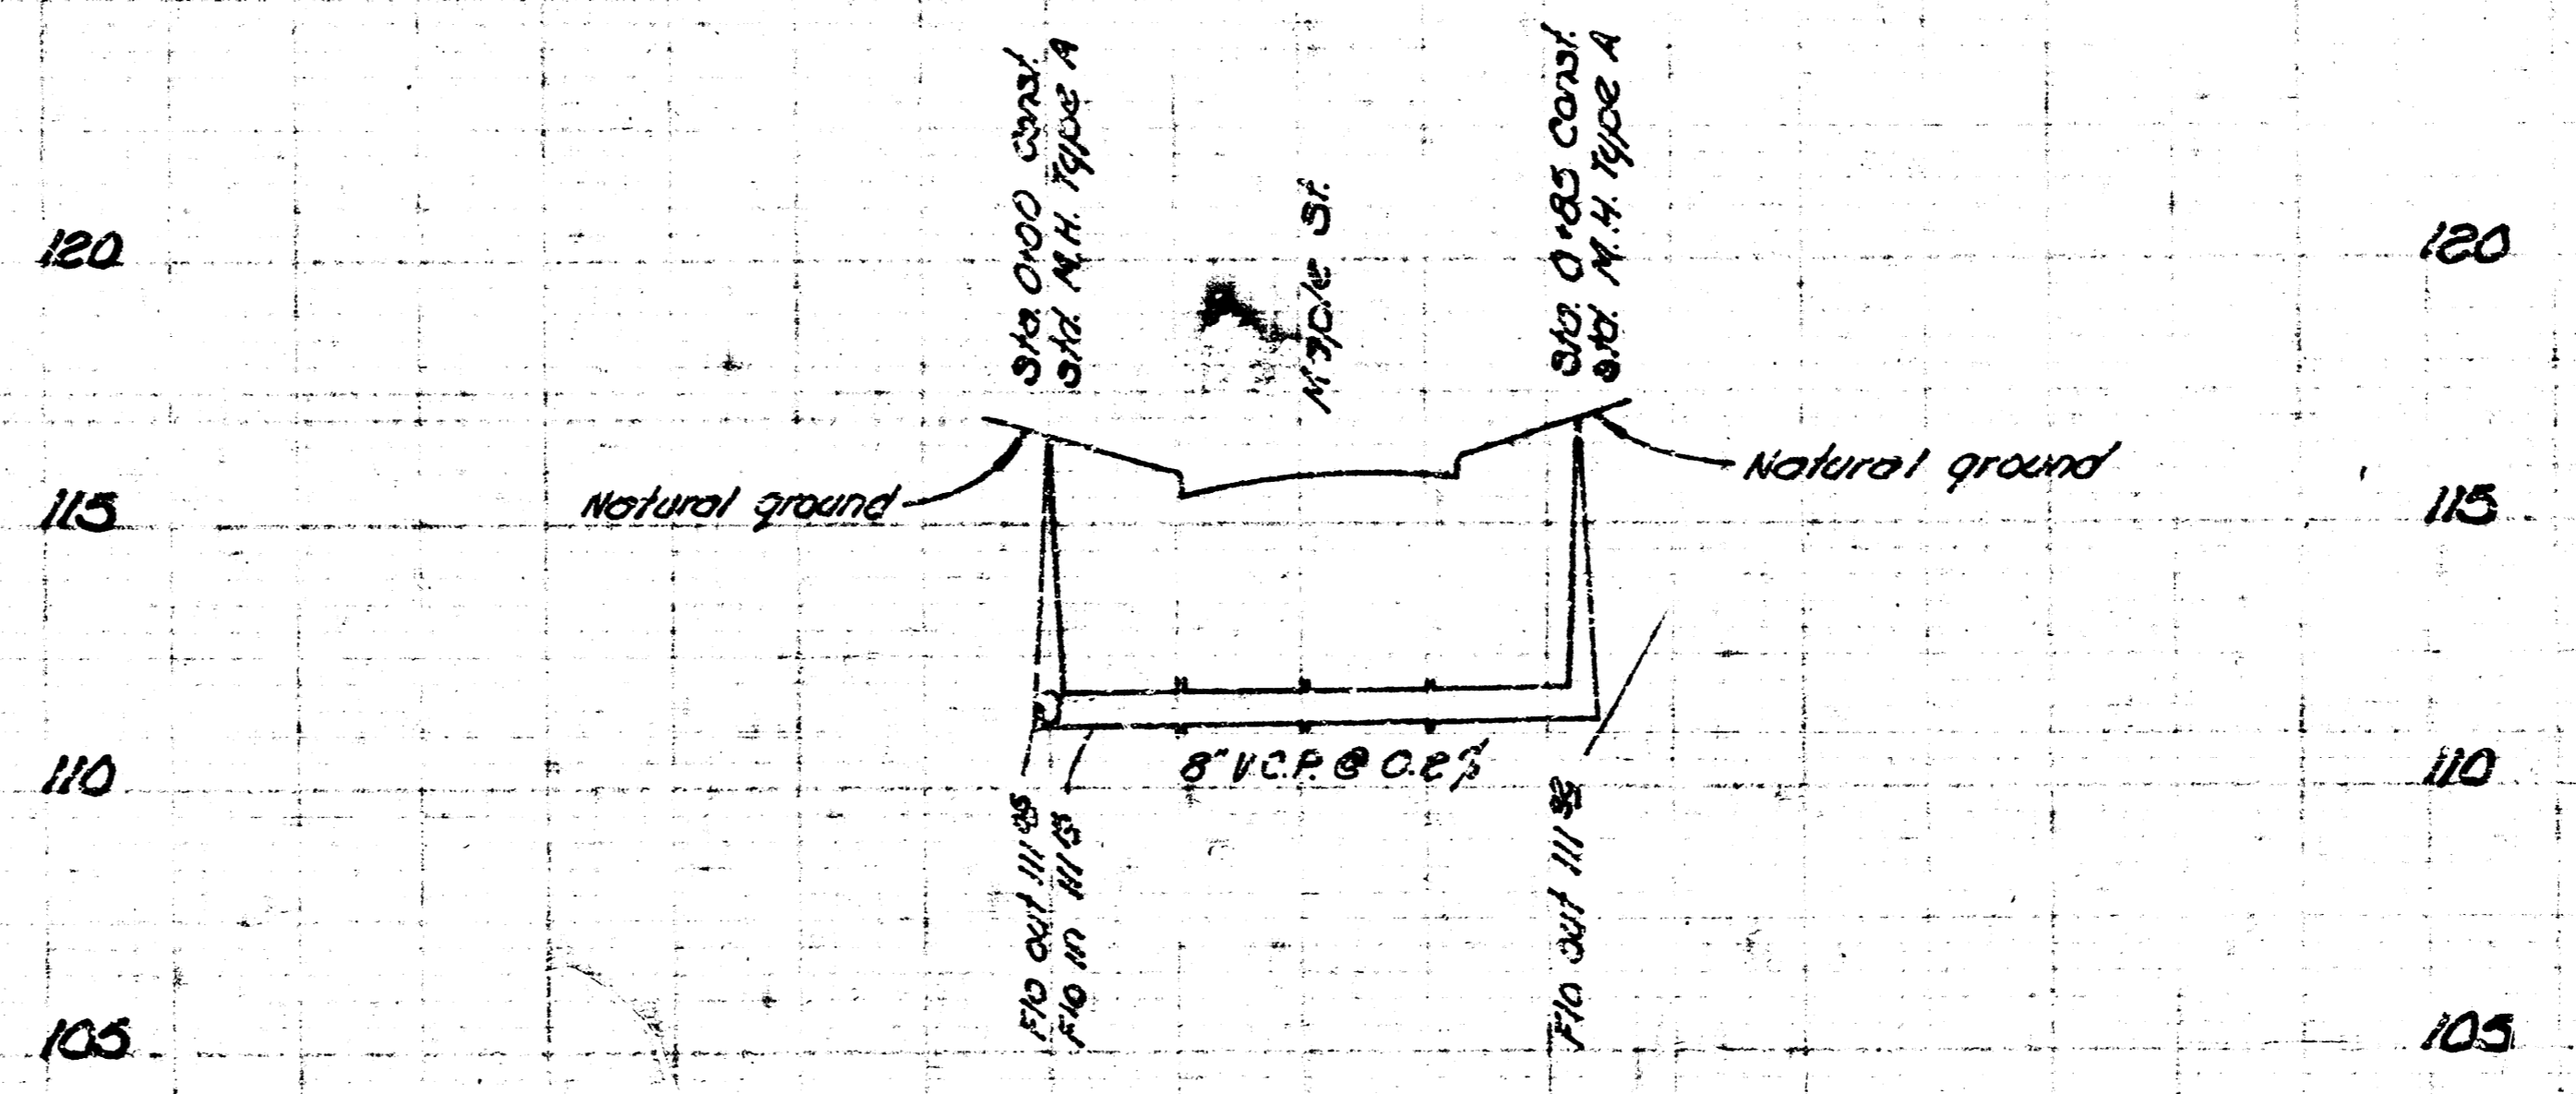 Sta. 0+00 Const.
Std. M.H. Type A
Maple St.
Sta. 0+85 Const.
Std. M.H. Type A
120
120
Natural ground
Natural ground
115
115
8" V.C.P. @ 0.2%
110
110
Flo out 111.05
Flo in 111.15
Flo out 111.32
105
105